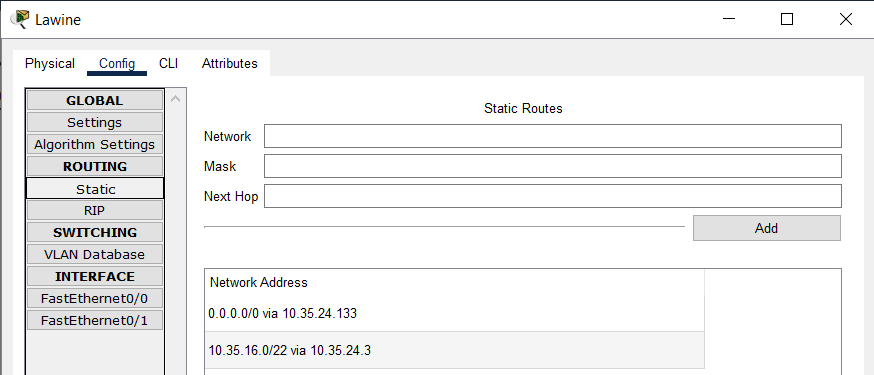 Lawine
Physical Config CLI Attributes
GLOBAL
Settings
Algorithm Settings
ROUTING
Static
RIP
SWITCHING
VLAN Database
INTERFACE
FastEthernet0/0
FastEthernet0/1
Static Routes
Network
Mask
Next Hop
Add
Network Address
0.0.0.0/0 via 10.35.24.133
10.35.16.0/22 via 10.35.24.3